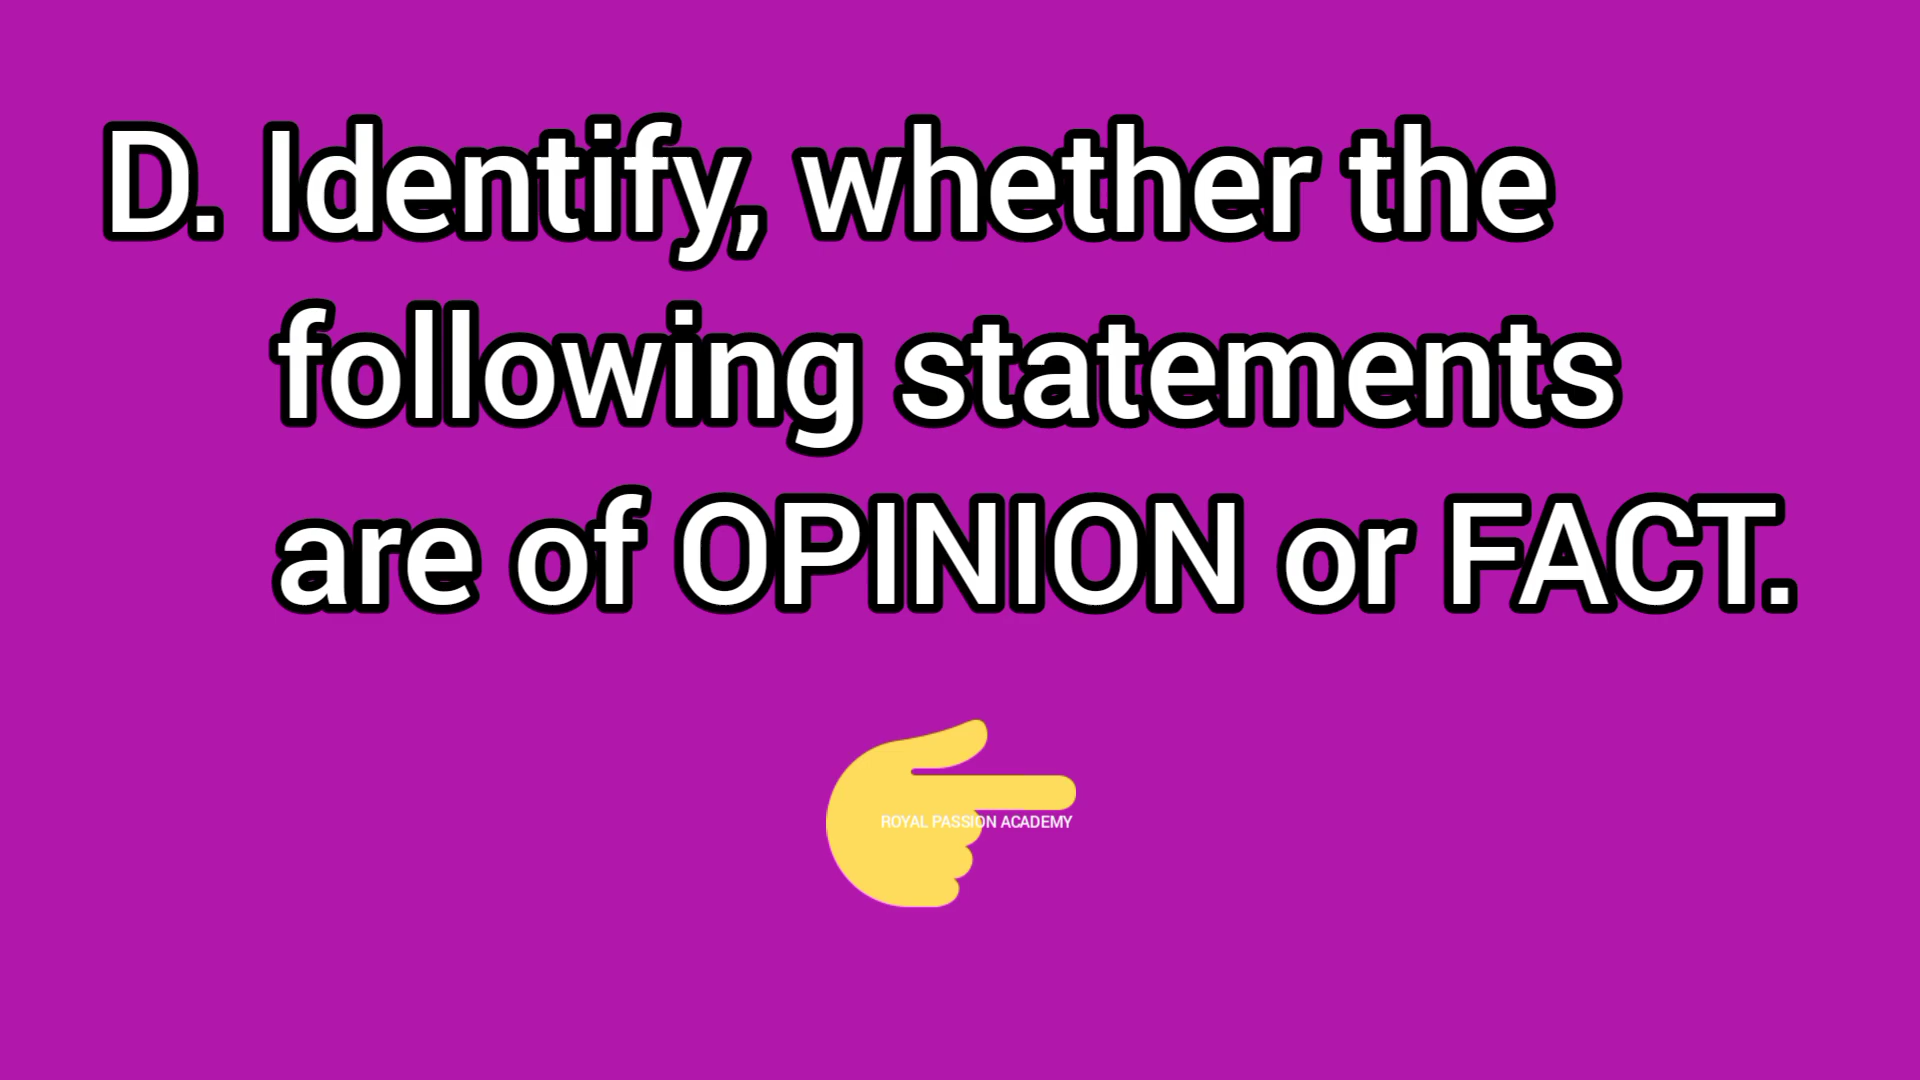 D. Identify, whether the
following statements
are of OPINION or FACT.
ROYAL PASSION ACADEMY